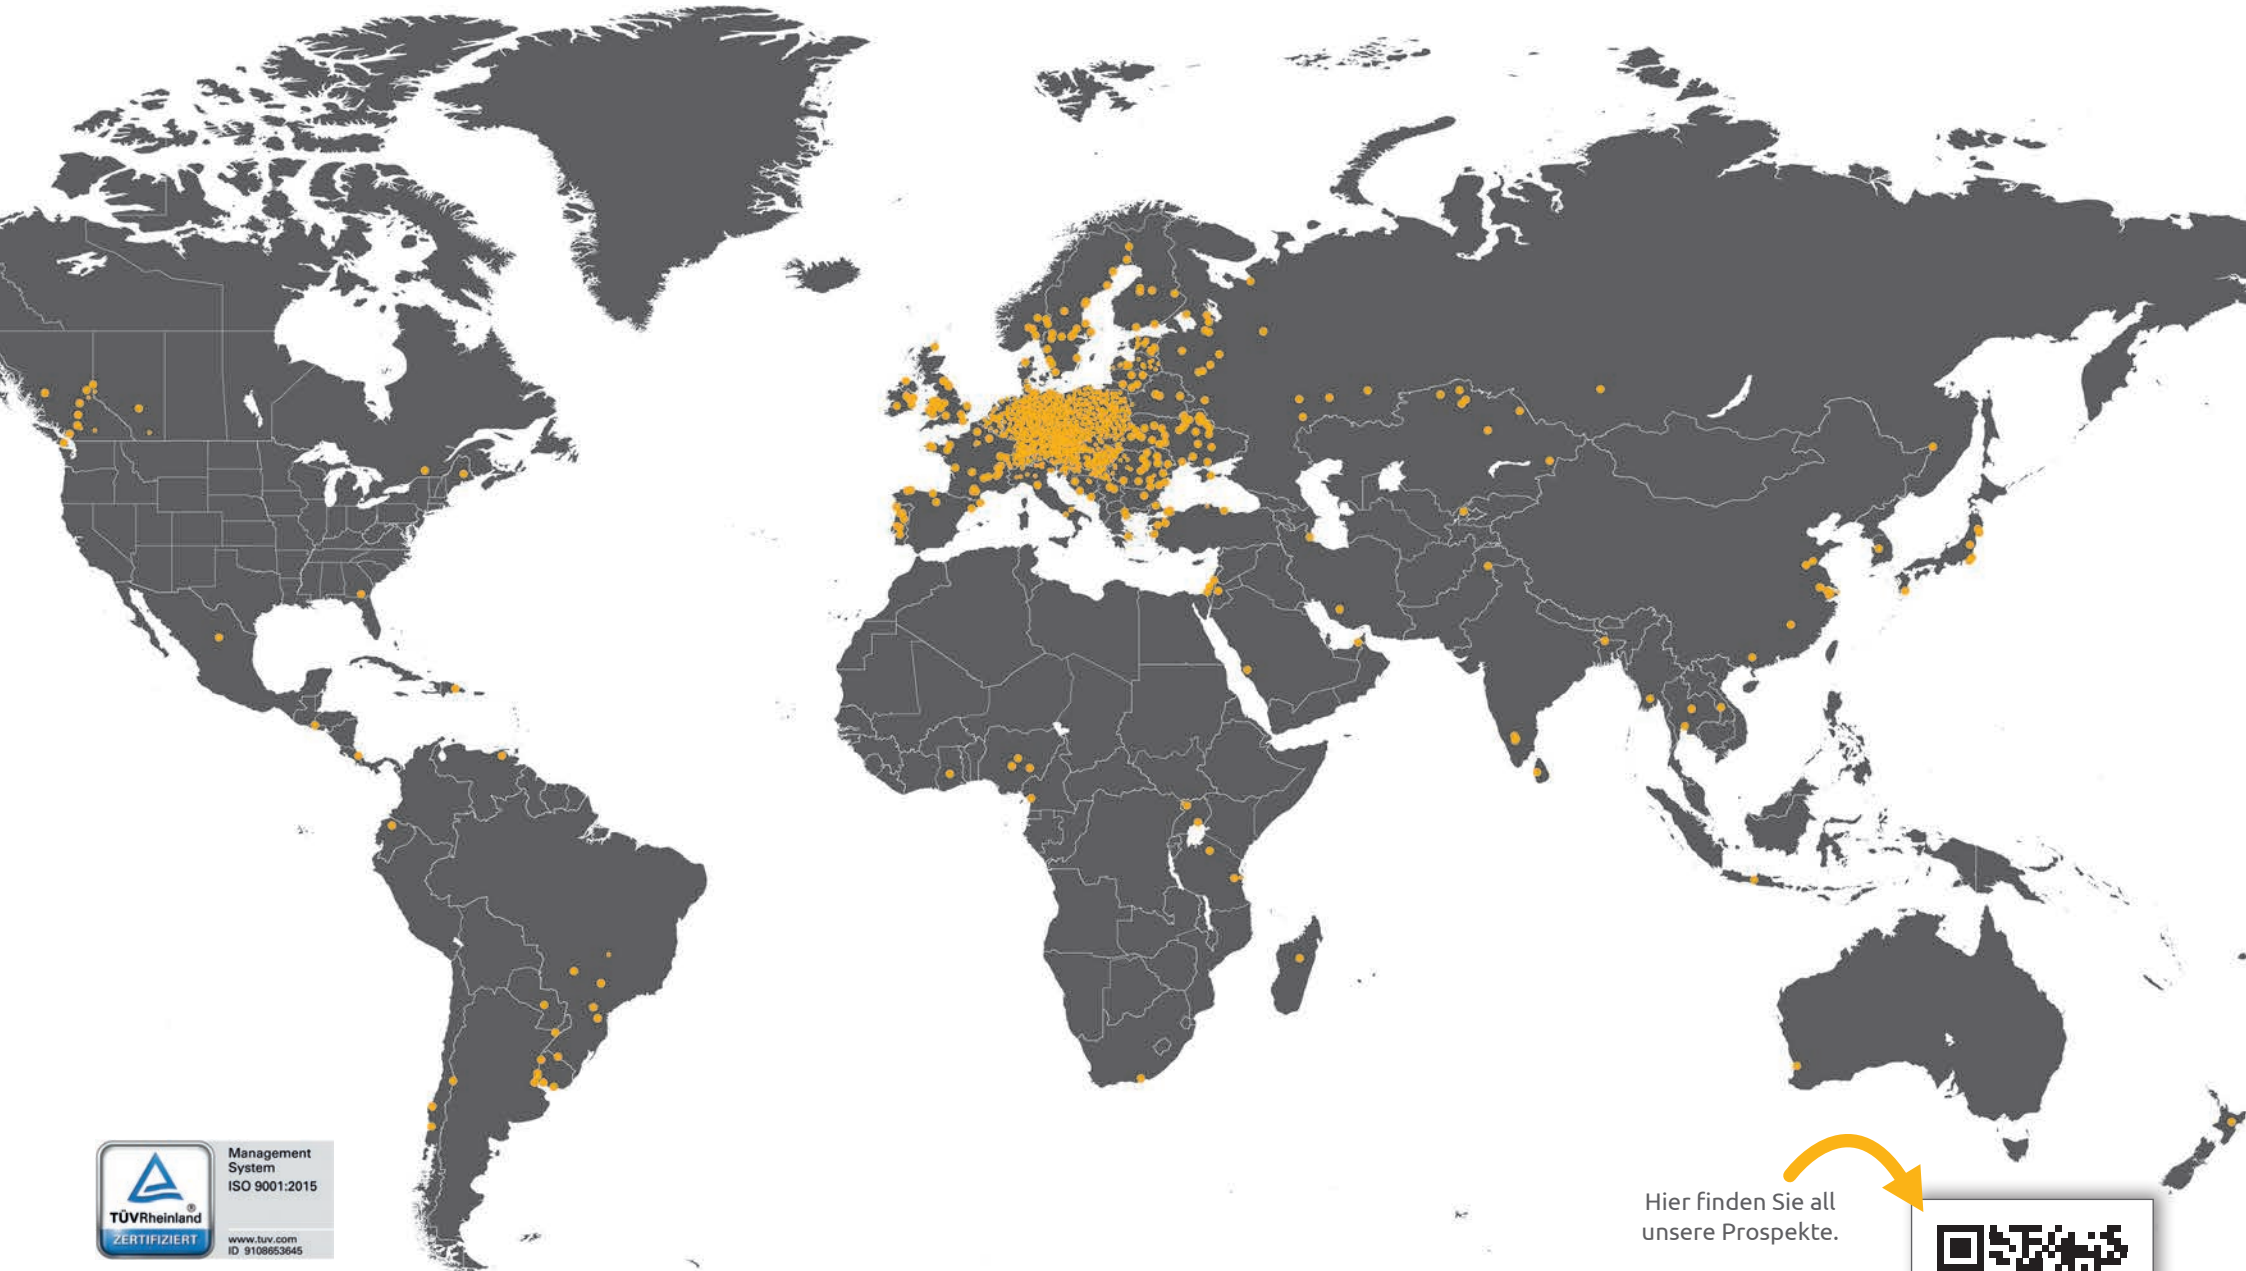 Management
System
ISO 9001:2015
TÜVRheinland®
ZERTIFIZIERT
www.tuv.com
ID 9108653645
Hier finden Sie all
unsere Prospekte.